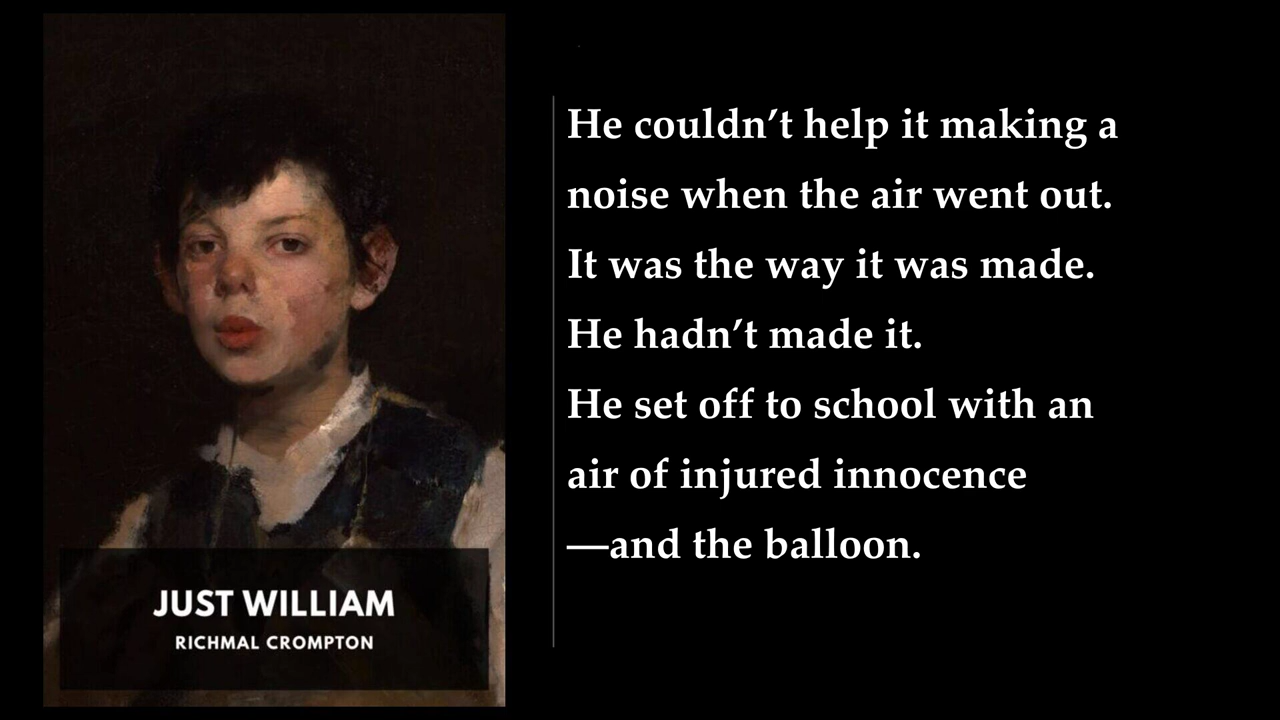 JUST WILLIAM
RICHMAL CROMPTON
He couldn’t help it making a
noise when the air went out.
It was the way it was made.
He hadn’t made it.
He set off to school with an
air of injured innocence
—and the balloon.